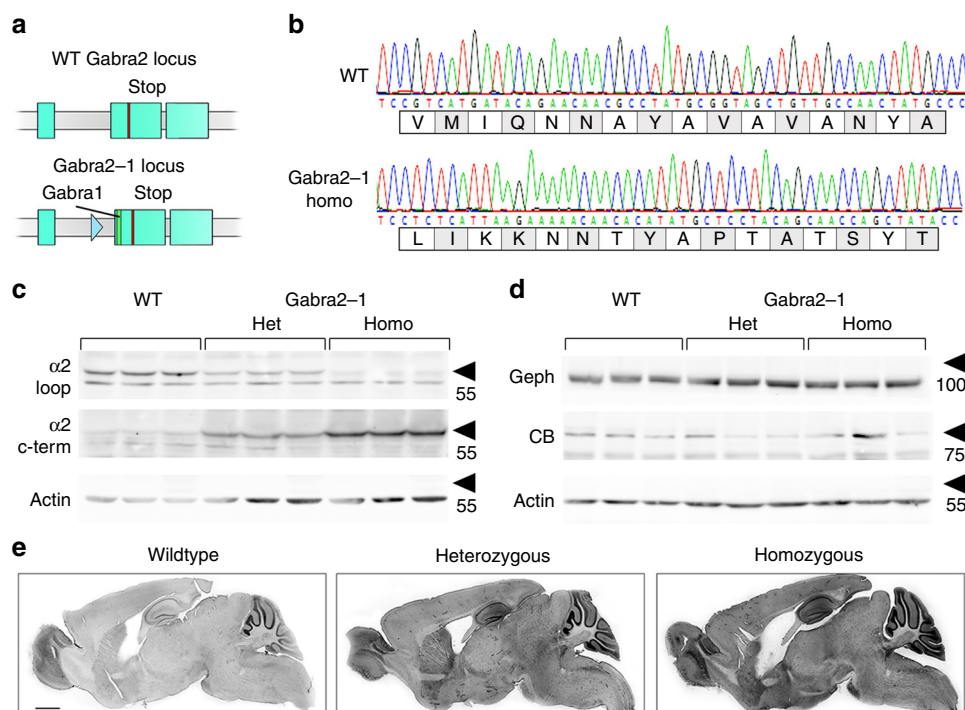 a
WT Gabra2 locus
Stop
Gabra2–1 locus
Gabra1 Stop
b
WT
T C C G T C A T G A T A C A G A A C A A C G C C T A T G C G G T A G C T G T T G C C A A C T A T G C C C
V M I Q N N A Y A V A V A N Y A
Gabra2–1
homo
T C C T C T C A T T A A G A A A A A C A A C A C A T A T G C T C C T A C A G C A A C C A G C T A T A C C
L I K K N N T Y A P T A T S Y T
c
WT Gabra2–1
Het Homo
α2
loop
55
α2
c-term
55
Actin
55
d
WT Gabra2–1
Het Homo
Geph
100
CB
75
Actin
55
e
Wildtype Heterozygous Homozygous